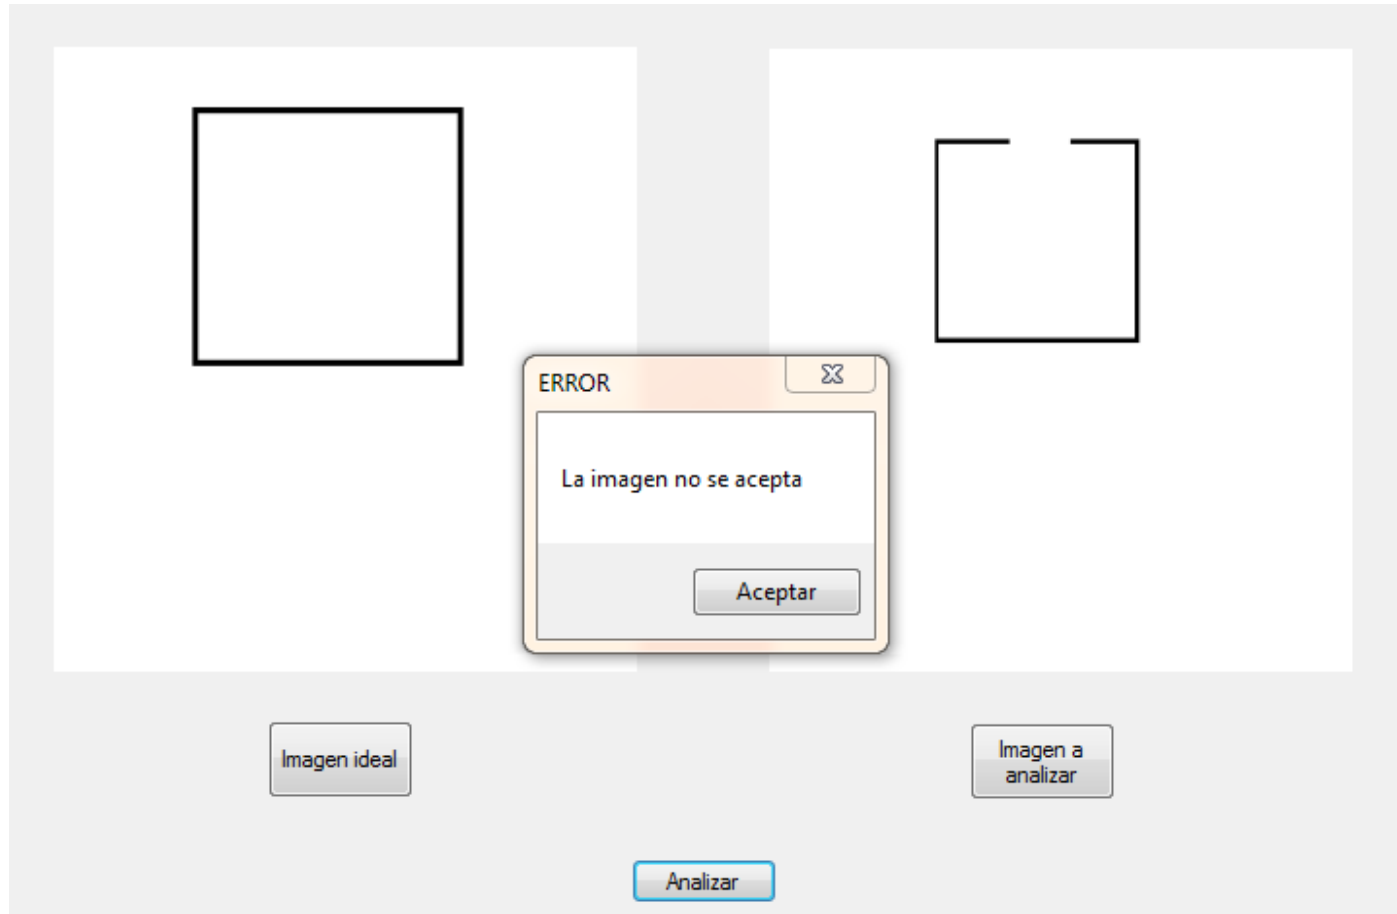 ERROR
La imagen no se acepta
Aceptar
Imagen ideal
Imagen a
analizar
Analizar